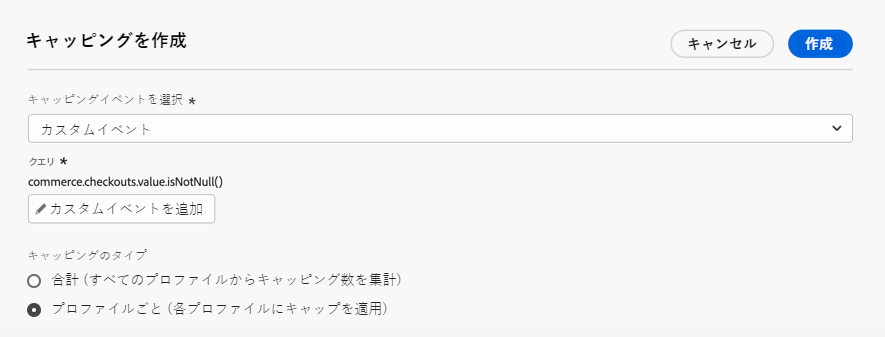 キャッピングを作成
キャンセル
作成
キャッピングイベントを選択 *
カスタムイベント
クエリ *
commerce.checkouts.value.isNotNull()
カスタムイベントを追加
キャッピングのタイプ
合計 (すべてのプロファイルからキャッピング数を集計)
プロファイルごと (各プロファイルにキャップを適用)